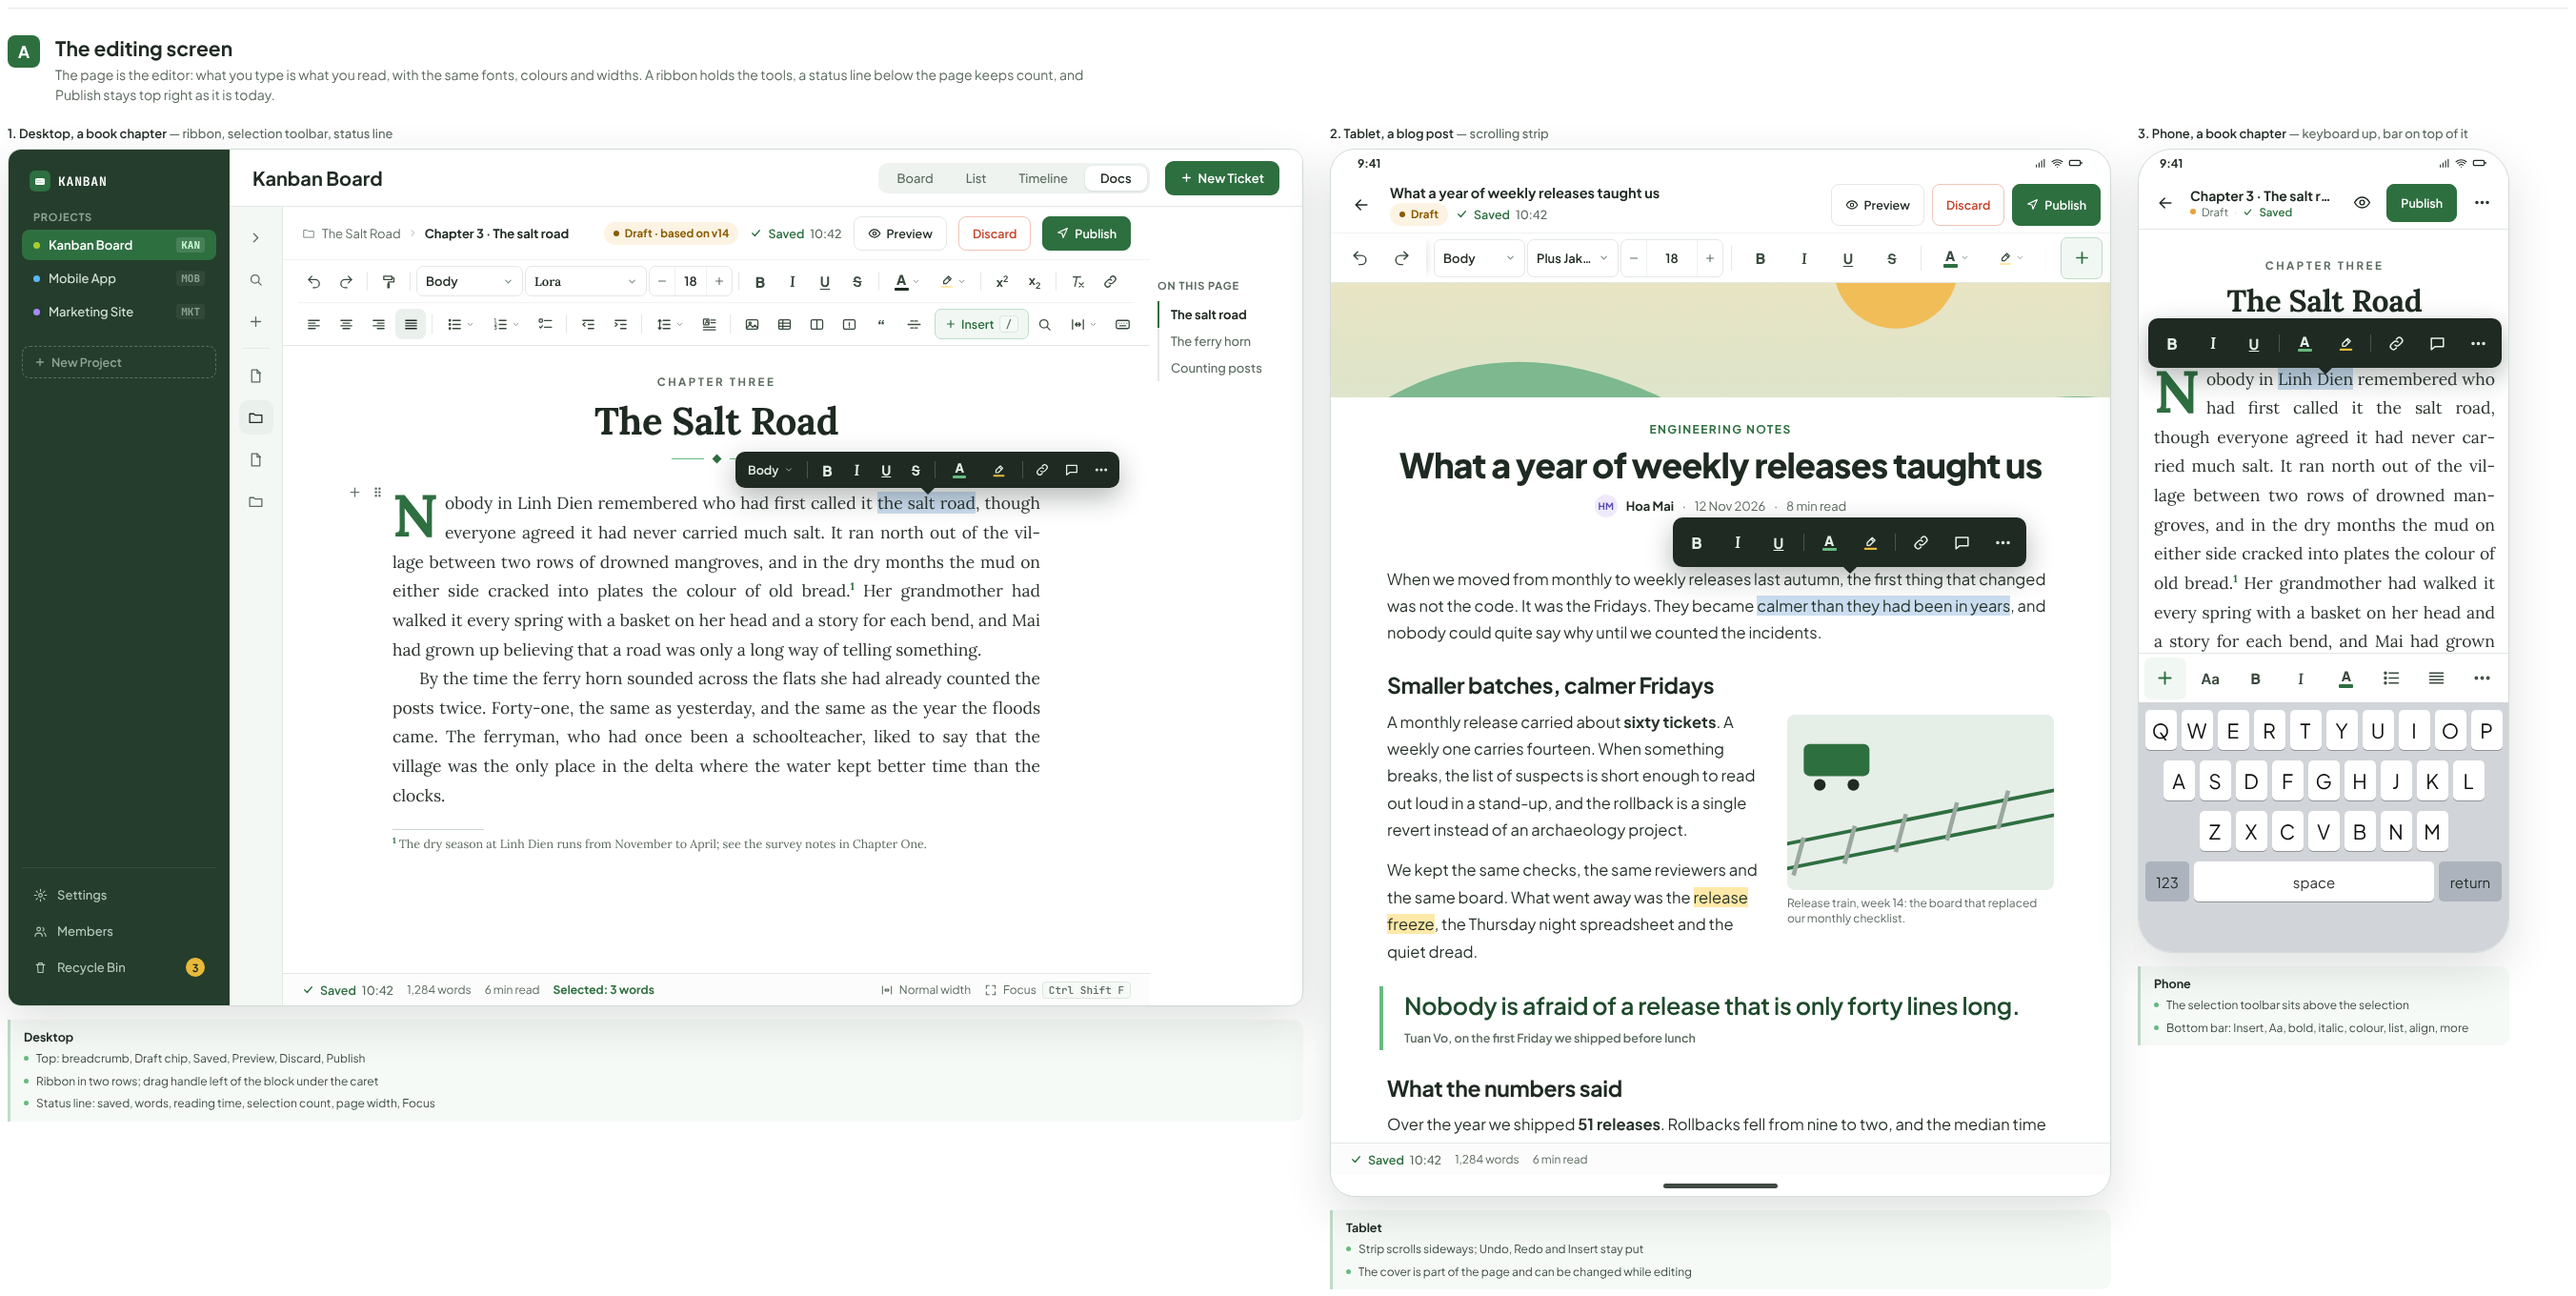 A
The editing screen
The page is the editor: what you type is what you read, with the same fonts, colours and widths. A ribbon holds the tools, a status line below the page keeps count, and
Publish stays top right as it is today.
1. Desktop, a book chapter — ribbon, selection toolbar, status line
KANBAN
PROJECTS
Kanban Board KAN
Mobile App MOB
Marketing Site MKT
+ New Project
Settings
Members
Recycle Bin 3
Kanban Board
Board List Timeline Docs
+ New Ticket
The Salt Road › Chapter 3 · The salt road
Draft · based on v14
Saved 10:42
Preview
Discard
Publish
Body
Lora
− 18 +
B I U S A x² x₂ Tx
“
+ Insert /
ON THIS PAGE
The salt road
The ferry horn
Counting posts
CHAPTER THREE
The Salt Road
Body B I U S A
Nobody in Linh Dien remembered who had first called it the salt road, though
everyone agreed it had never carried much salt. It ran north out of the vil-
lage between two rows of drowned mangroves, and in the dry months the mud on
either side cracked into plates the colour of old bread.¹ Her grandmother had
walked it every spring with a basket on her head and a story for each bend, and Mai
had grown up believing that a road was only a long way of telling something.
By the time the ferry horn sounded across the flats she had already counted the
posts twice. Forty-one, the same as yesterday, and the same as the year the floods
came. The ferryman, who had once been a schoolteacher, liked to say that the
village was the only place in the delta where the water kept better time than the
clocks.
¹ The dry season at Linh Dien runs from November to April; see the survey notes in Chapter One.
Saved 10:42 1,284 words 6 min read Selected: 3 words
Normal width Focus Ctrl Shift F
Desktop
Top: breadcrumb, Draft chip, Saved, Preview, Discard, Publish
Ribbon in two rows; drag handle left of the block under the caret
Status line: saved, words, reading time, selection count, page width, Focus
2. Tablet, a blog post — scrolling strip
9:41
What a year of weekly releases taught us
Draft Saved 10:42
Preview
Discard
Publish
Body
Plus Jak...
− 18 +
B I U S A
+
ENGINEERING NOTES
What a year of weekly releases taught us
HM Hoa Mai · 12 Nov 2026 · 8 min read
B I U A
When we moved from monthly to weekly releases last autumn, the first thing that changed
was not the code. It was the Fridays. They became calmer than they had been in years, and
nobody could quite say why until we counted the incidents.
Smaller batches, calmer Fridays
A monthly release carried about sixty tickets. A
weekly one carries fourteen. When something
breaks, the list of suspects is short enough to read
out loud in a stand-up, and the rollback is a single
revert instead of an archaeology project.
We kept the same checks, the same reviewers and
the same board. What went away was the release
freeze, the Thursday night spreadsheet and the
quiet dread.
Release train, week 14: the board that replaced
our monthly checklist.
Nobody is afraid of a release that is only forty lines long.
Tuan Vo, on the first Friday we shipped before lunch
What the numbers said
Over the year we shipped 51 releases. Rollbacks fell from nine to two, and the median time
Saved 10:42 1,284 words 6 min read
Tablet
Strip scrolls sideways; Undo, Redo and Insert stay put
The cover is part of the page and can be changed while editing
3. Phone, a book chapter — keyboard up, bar on top of it
9:41
Chapter 3 · The salt r...
Draft · Saved
Publish
CHAPTER THREE
The Salt Road
B I U A
Nobody in Linh Dien remembered who
had first called it the salt road,
though everyone agreed it had never car-
ried much salt. It ran north out of the vil-
lage between two rows of drowned man-
groves, and in the dry months the mud on
either side cracked into plates the colour of
old bread.¹ Her grandmother had walked it
every spring with a basket on her head and
a story for each bend, and Mai had grown
+ Aa B I A
Q W E R T Y U I O P
A S D F G H J K L
Z X C V B N M
123 space return
Phone
The selection toolbar sits above the selection
Bottom bar: Insert, Aa, bold, italic, colour, list, align, more